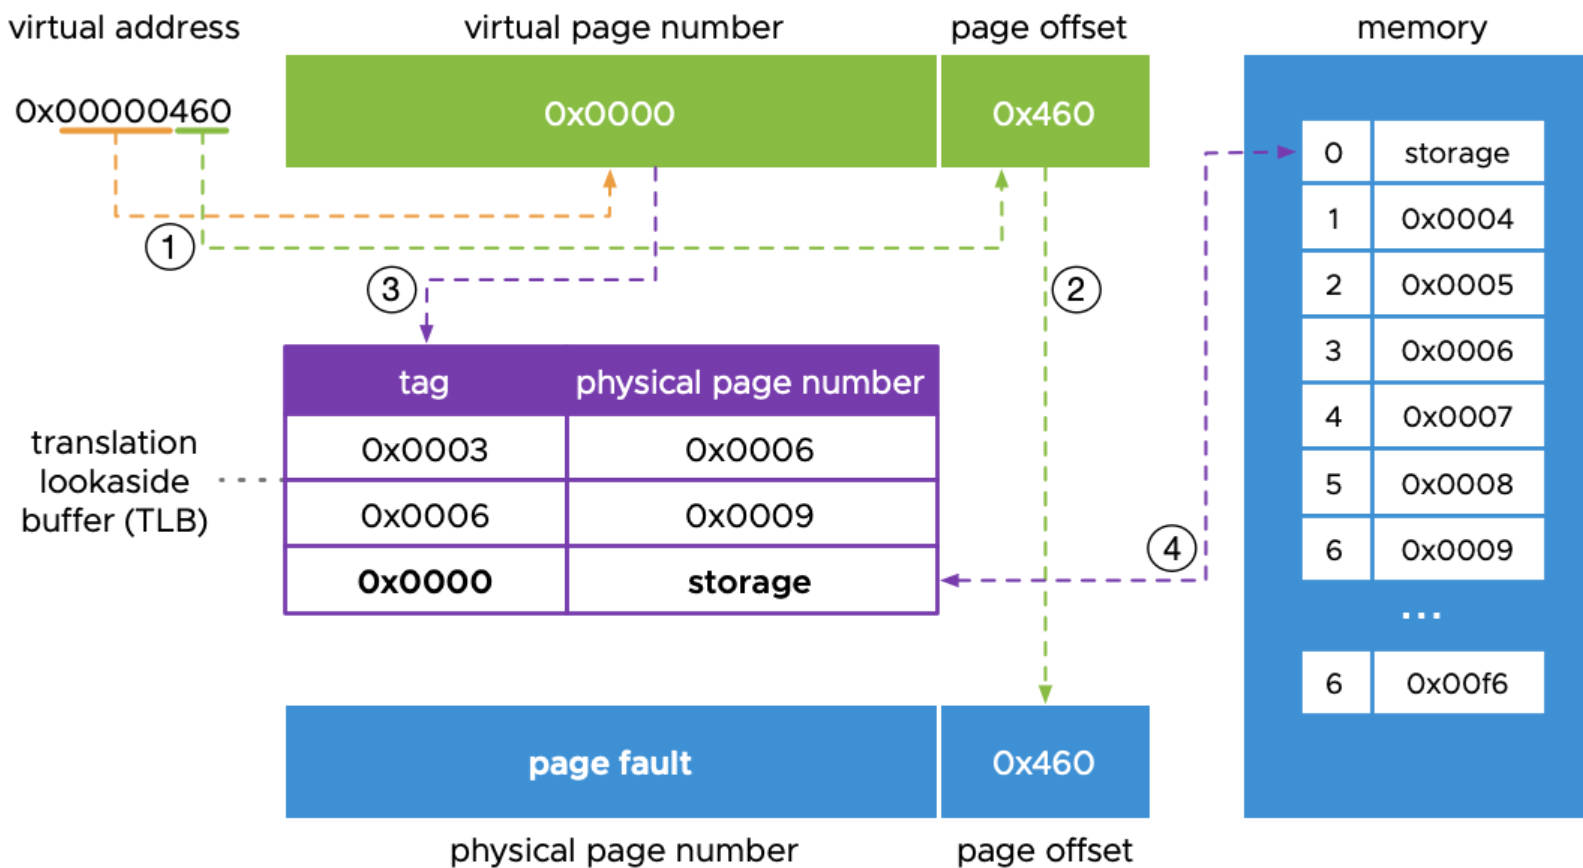 virtual address
virtual page number
page offset
memory
0x00000460
0x0000
0x460
1
2
3
4
tag
physical page number
0x0003
0x0006
0x0006
0x0009
0x0000
storage
translation
lookaside
buffer (TLB)
0 storage
1 0x0004
2 0x0005
3 0x0006
4 0x0007
5 0x0008
6 0x0009
...
6 0x00f6
page fault
0x460
physical page number
page offset